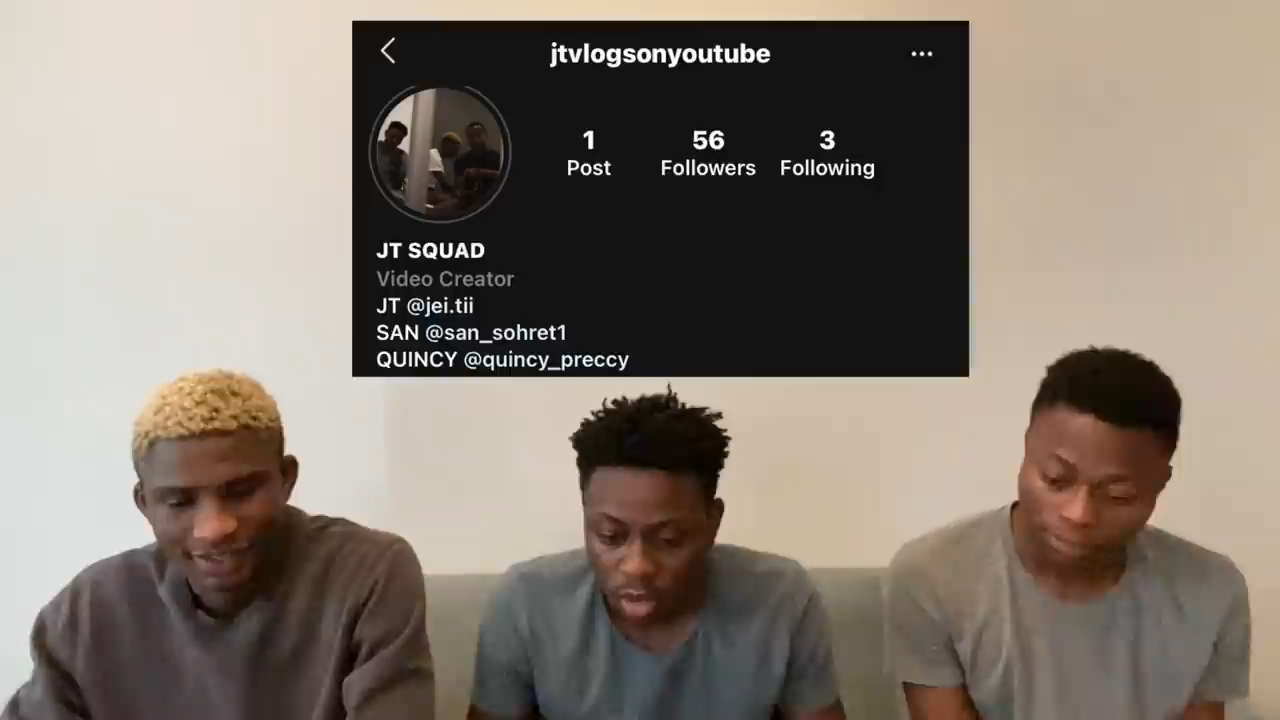 jtvlogsonyoutube
1 56 3
Post Followers Following
JT SQUAD
Video Creator
JT @jei.tii
SAN @san_sohret1
QUINCY @quincy_preccy